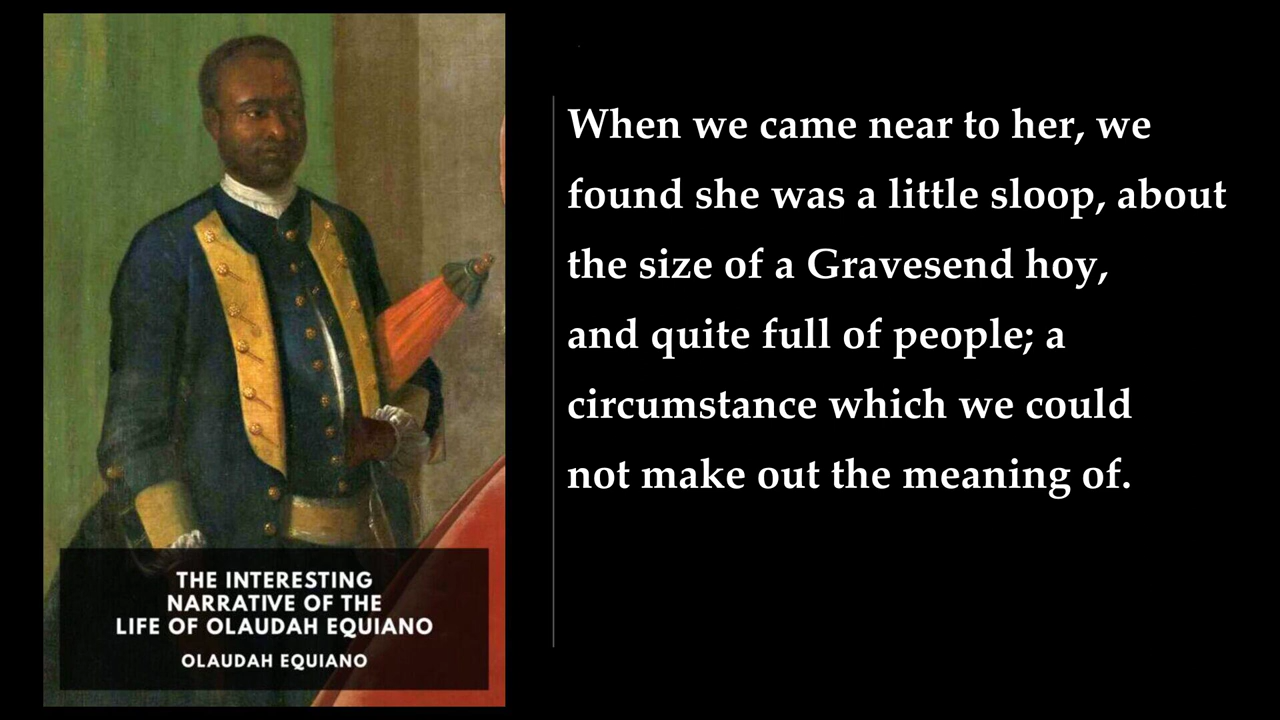 When we came near to her, we
found she was a little sloop, about
the size of a Gravesend hoy,
and quite full of people; a
circumstance which we could
not make out the meaning of.
THE INTERESTING
NARRATIVE OF THE
LIFE OF OLAUDAH EQUIANO
OLAUDAH EQUIANO